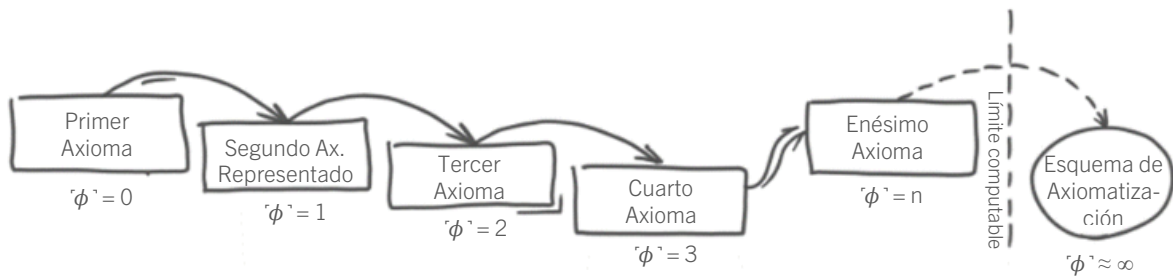 Primer
Axioma
⌜ϕ⌝ = 0
Segundo Ax.
Representado
⌜ϕ⌝ = 1
Tercer
Axioma
⌜ϕ⌝ = 2
Cuarto
Axioma
⌜ϕ⌝ = 3
Enésimo
Axioma
⌜ϕ⌝ = n
Límite computable
Esquema de
Axiomatiza-
ción
⌜ϕ⌝ ≈ ∞